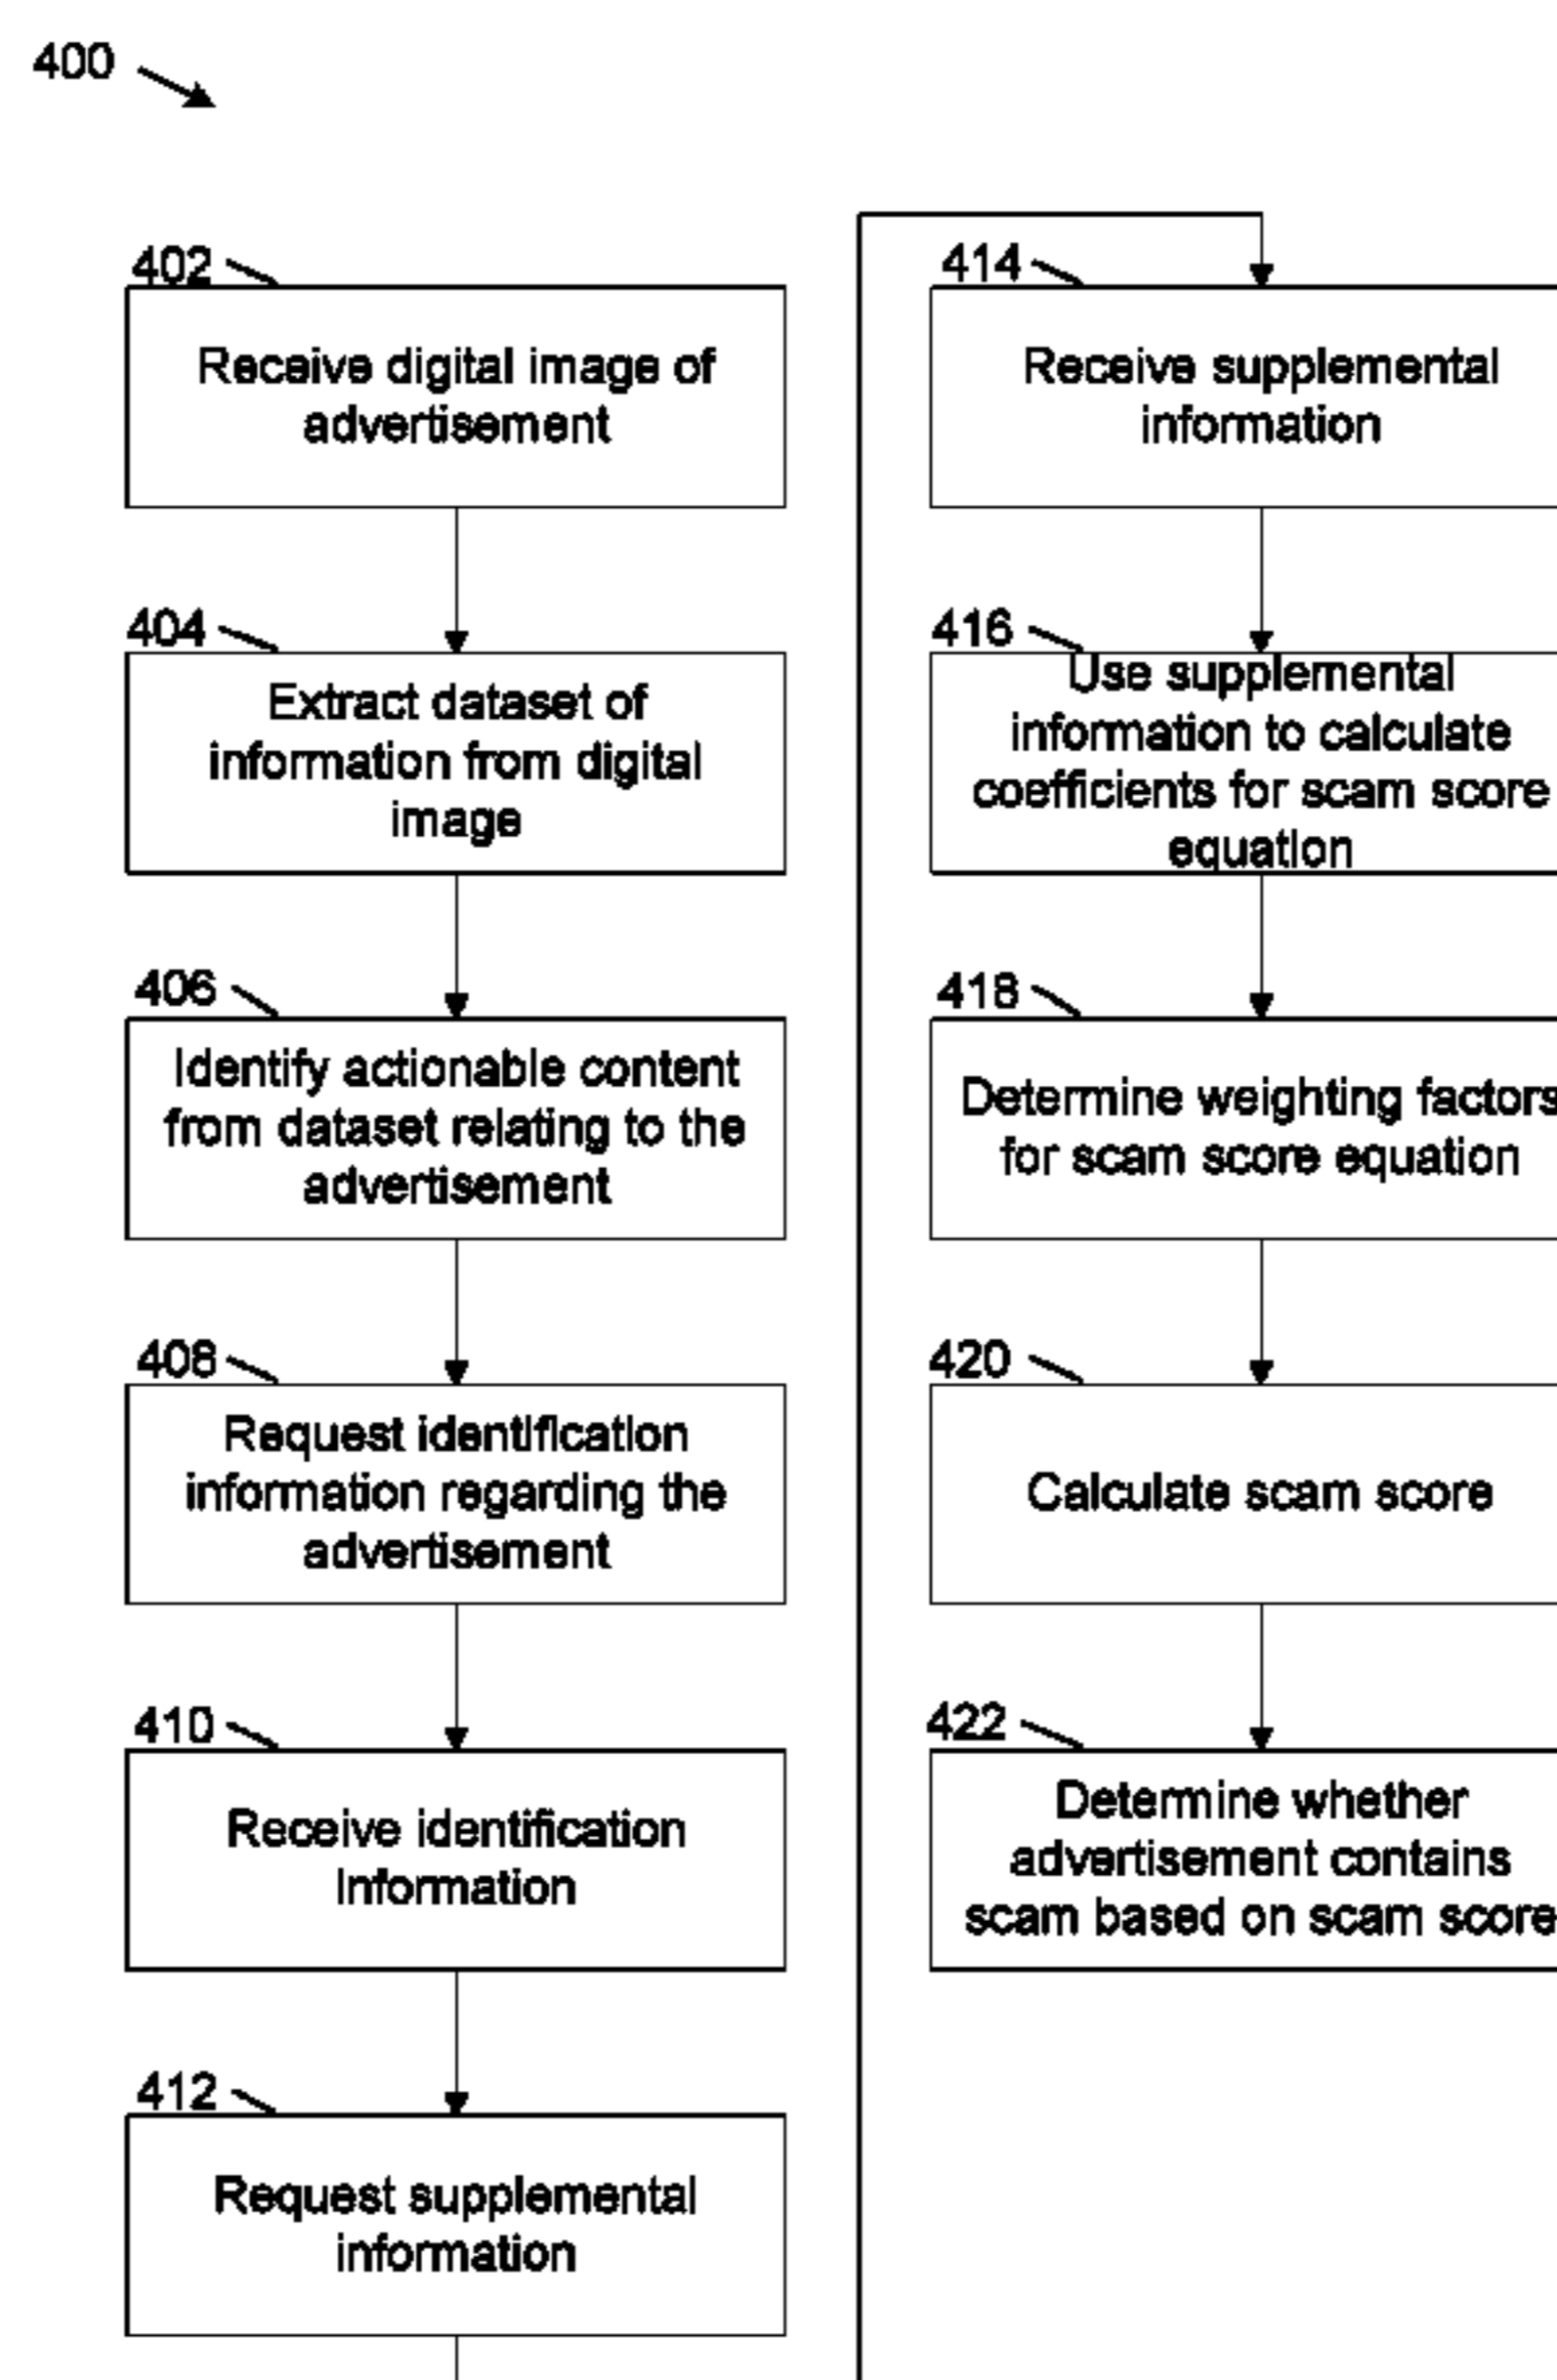 400
402
Receive digital image of
advertisement
404
Extract dataset of
information from digital
image
406
Identify actionable content
from dataset relating to the
advertisement
408
Request identification
information regarding the
advertisement
410
Receive identification
Information
412
Request supplemental
information
414
Receive supplemental
information
416
Use supplemental
information to calculate
coefficients for scam score
equation
418
Determine weighting factors
for scam score equation
420
Calculate scam score
422
Determine whether
advertisement contains
scam based on scam score